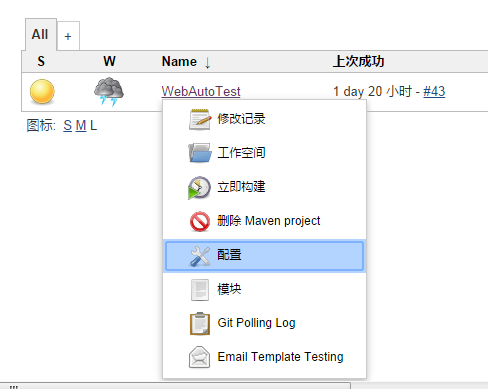 All +
S W Name ↓ 上次成功
WebAutoTest 1 day 20 小时 - #43
图标: S M L
修改记录
工作空间
立即构建
删除 Maven project
配置
模块
Git Polling Log
Email Template Testing